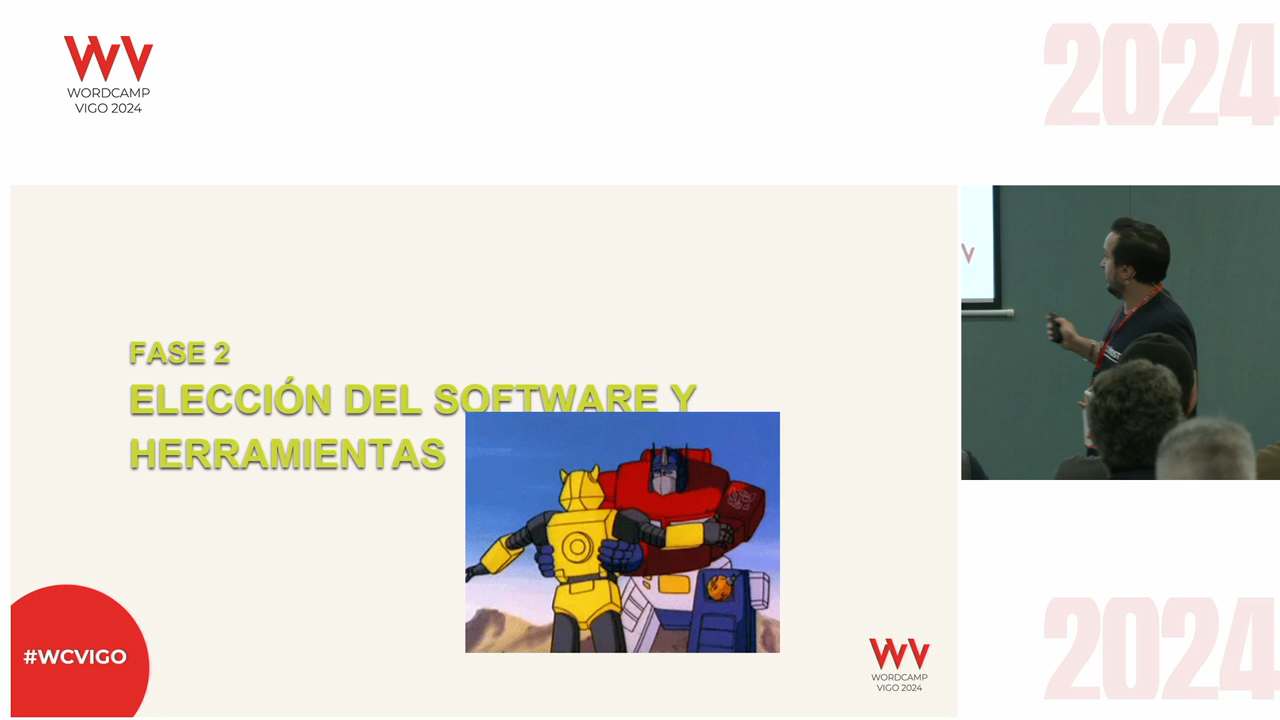 WORDCAMP
VIGO 2024
2024
FASE 2
ELECCIÓN DEL SOFTWARE Y
HERRAMIENTAS
#WCVIGO
WORDCAMP
VIGO 2024
2024